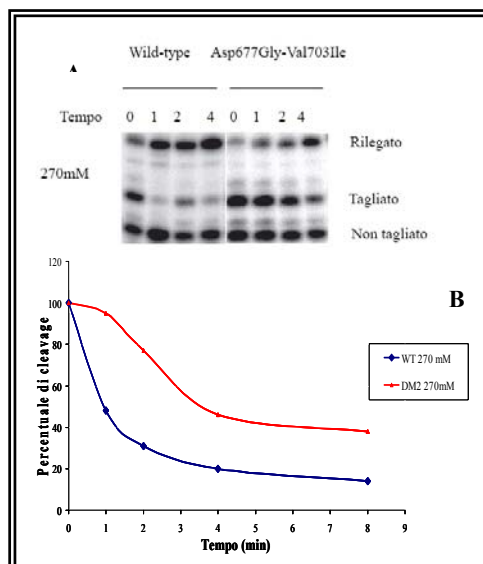 A
Wild-type Asp677Gly-Val703Ile
Tempo 0 1 2 4 0 1 2 4
Rilegato
270mM
Tagliato
Non tagliato
B
Percentuale di cleavage
120
100
80
60
40
20
0
WT 270 mM
DM2 270mM
0 1 2 3 4 5 6 7 8 9
Tempo (min)